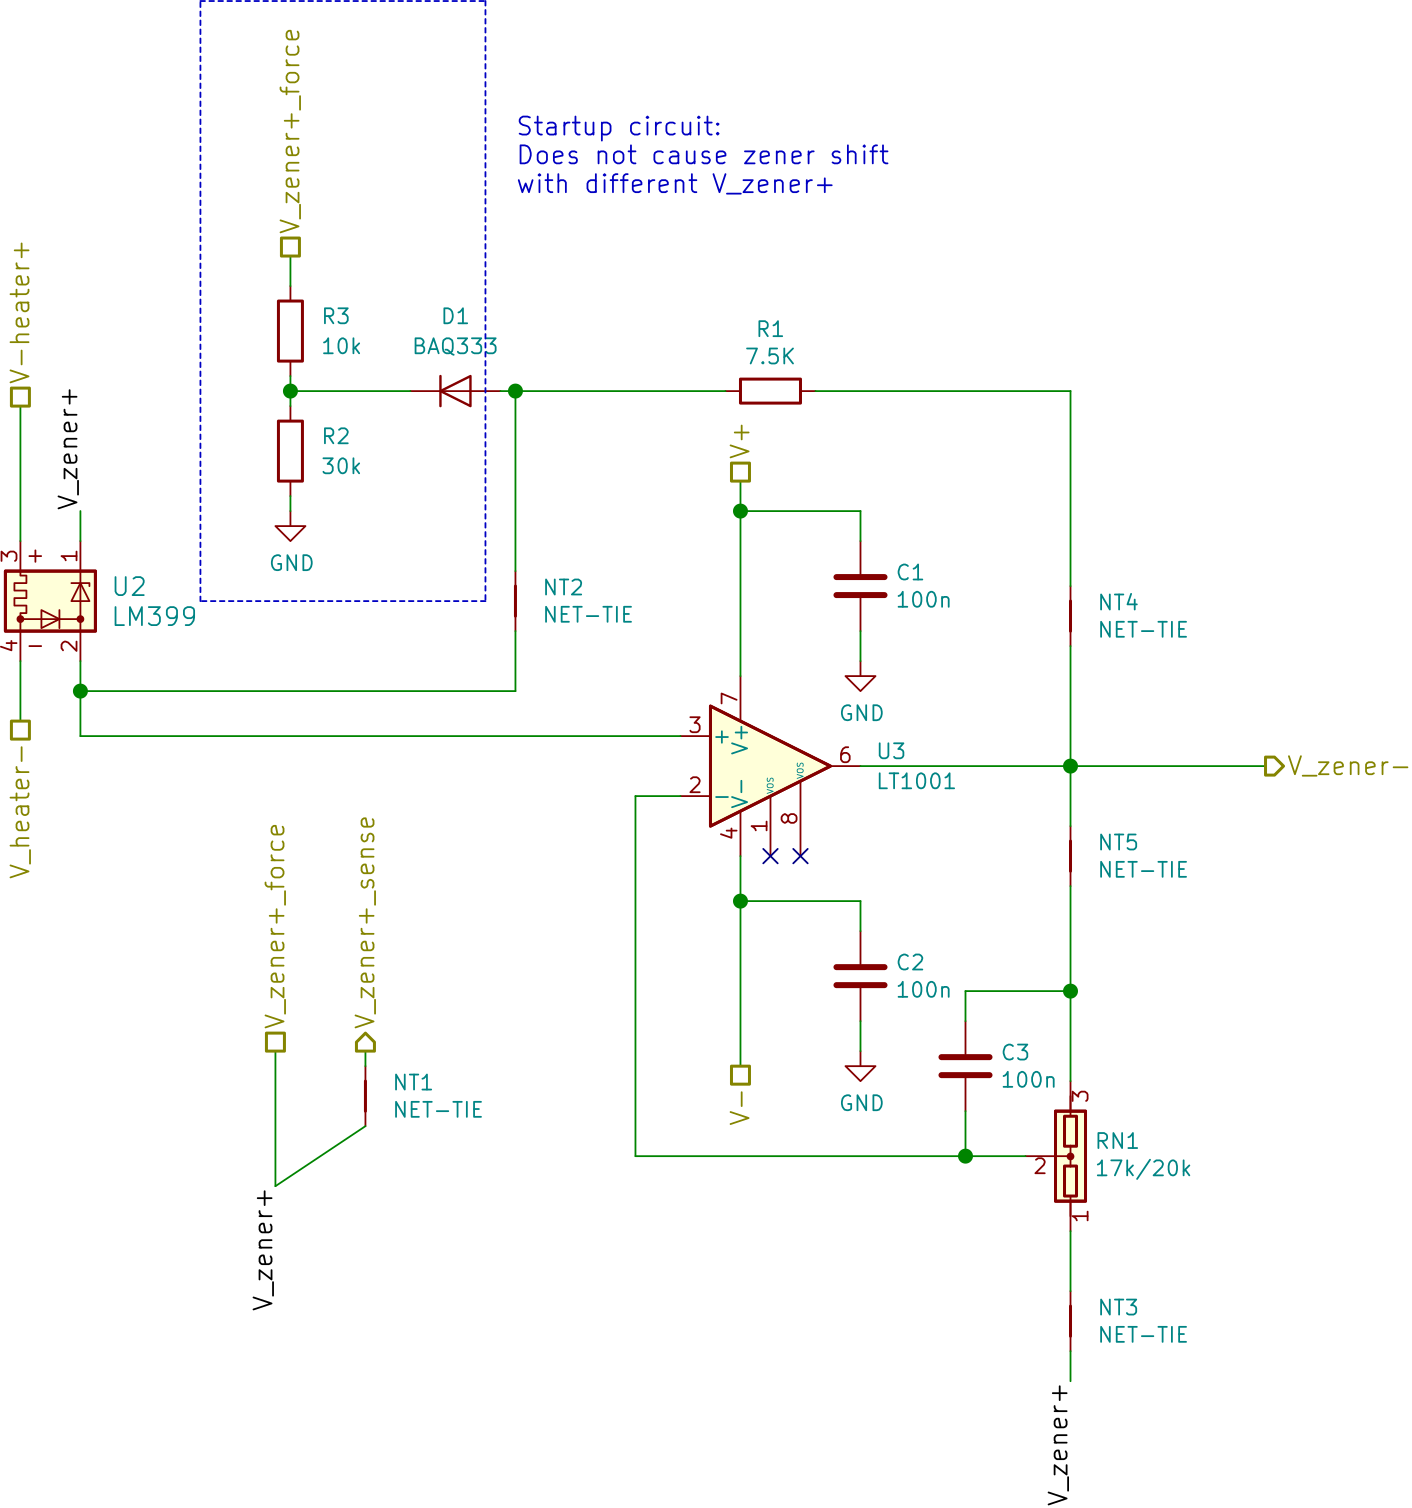 V_zener+_force
Startup circuit:
Does not cause zener shift
with different V_zener+
V-heater+
V_zener+
R3
10k
D1
BAQ333
R1
7.5K
R2
30k
GND
V+
3
+
1
U2
LM399
4
-
2
NT2
NET-TIE
C1
100n
NT4
NET-TIE
GND
V_heater-
7
3
+
V+
6
U3
LT1001
V_zener-
2
-
V-
VOS
VOS
4
1
8
NT5
NET-TIE
V_zener+_force
V_zener+_sense
C2
100n
NT1
NET-TIE
V-
GND
C3
100n
3
RN1
17k/20k
2
1
V_zener+
NT3
NET-TIE
V_zener+